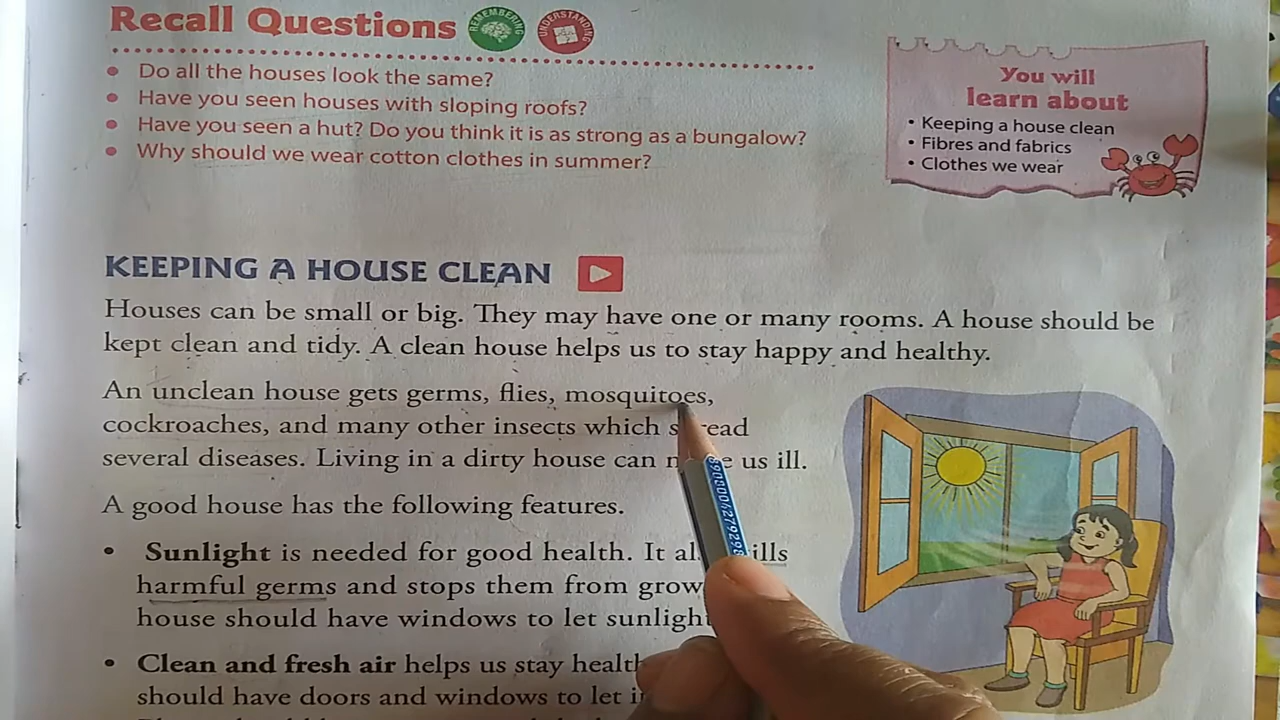 Recall Questions
REMEMBERING
UNDERSTANDING
• Do all the houses look the same?
• Have you seen houses with sloping roofs?
• Have you seen a hut? Do you think it is as strong as a bungalow?
• Why should we wear cotton clothes in summer?
You will
learn about
• Keeping a house clean
• Fibres and fabrics
• Clothes we wear
KEEPING A HOUSE CLEAN
Houses can be small or big. They may have one or many rooms. A house should be
kept clean and tidy. A clean house helps us to stay happy and healthy.
An unclean house gets germs, flies, mosquitoes,
cockroaches, and many other insects which
several diseases. Living in a dirty house can us ill.
A good house has the following features.
• Sunlight is needed for good health. It
harmful germs and stops them from
house should have windows to let
• Clean and fresh air helps us stay
should have doors and windows to let